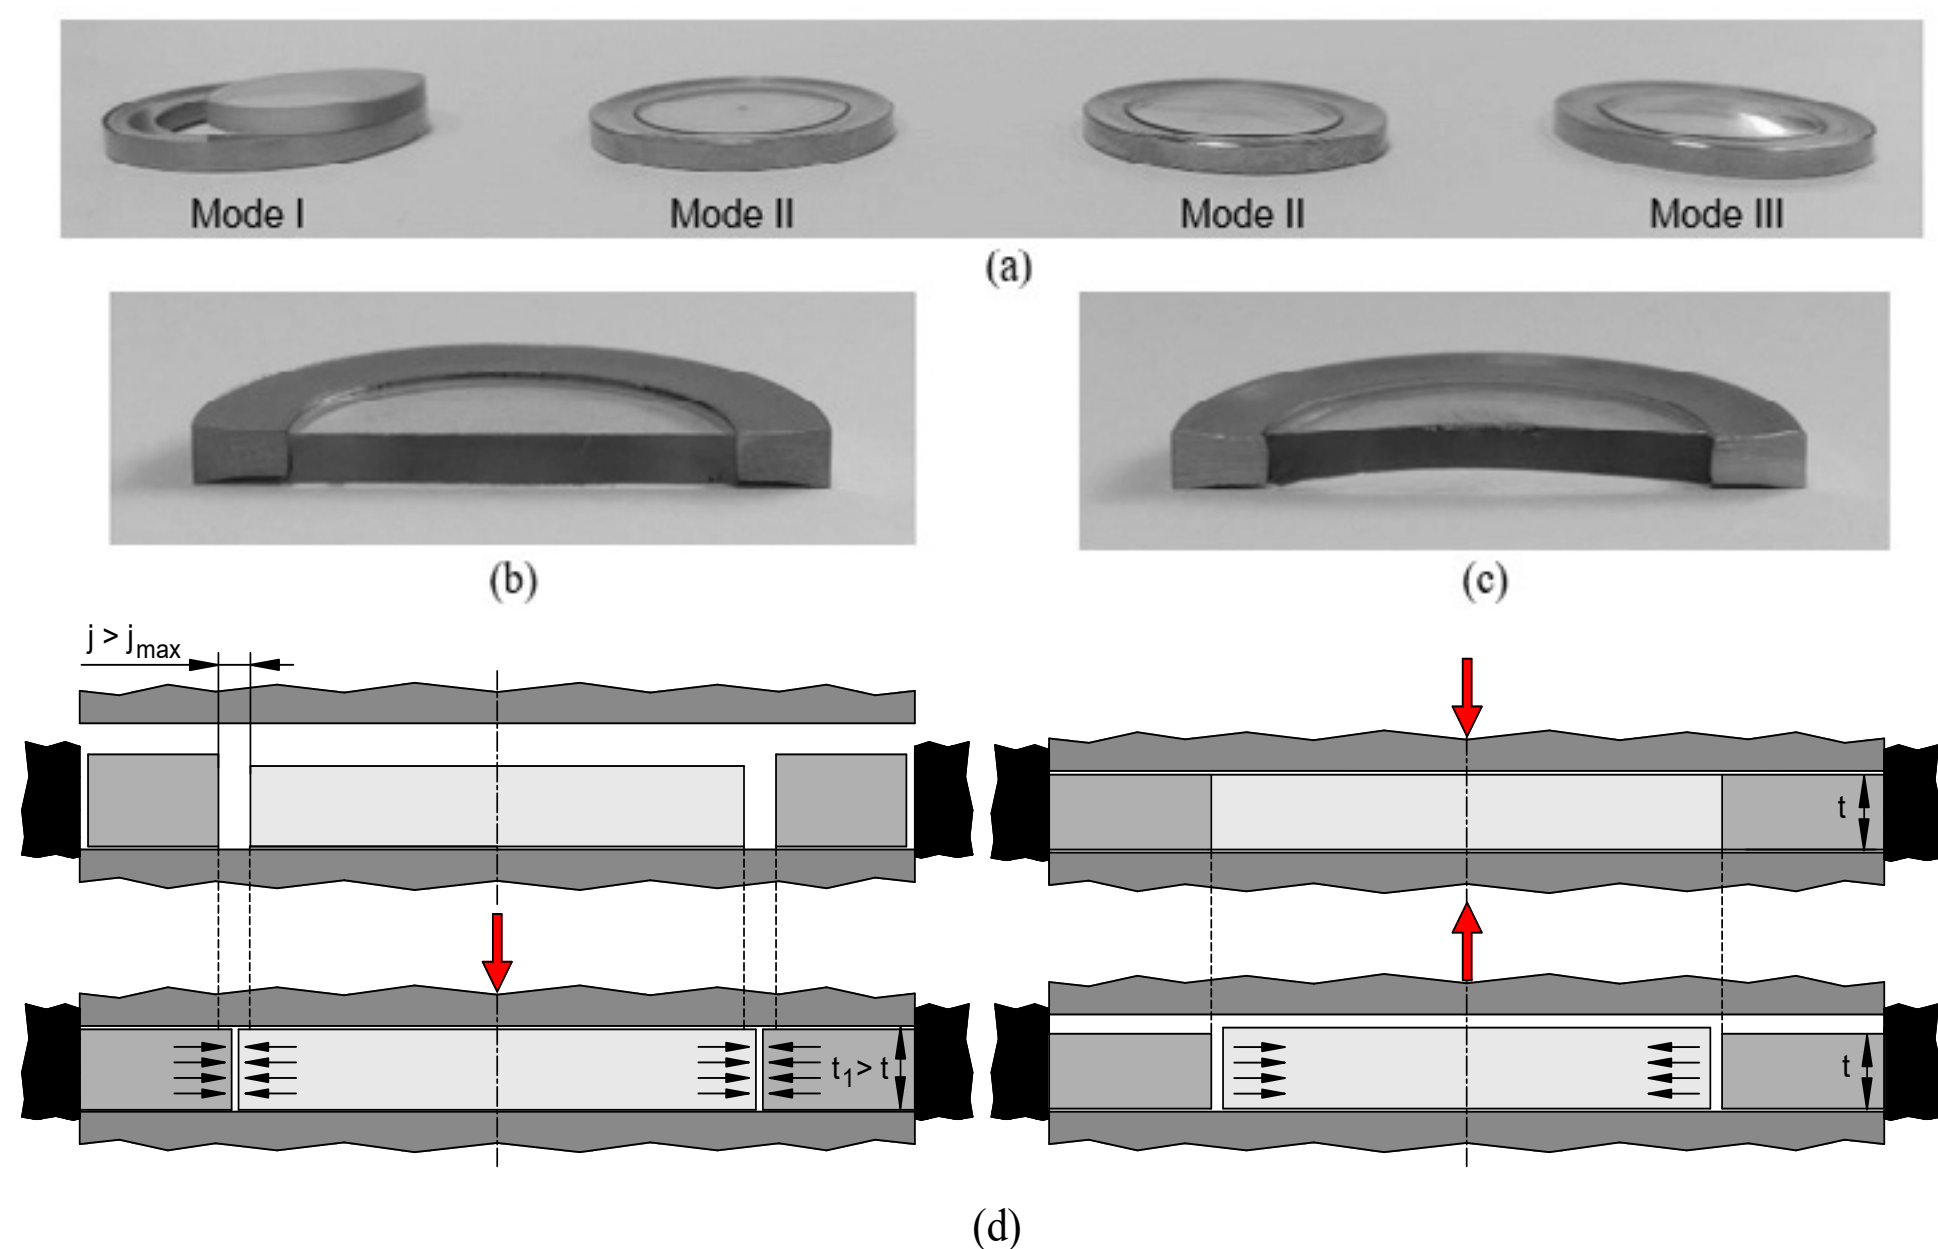 Mode I
Mode II
Mode II
Mode III
(a)
(b)
(c)
j > jmax
t
t1 > t
t
(d)